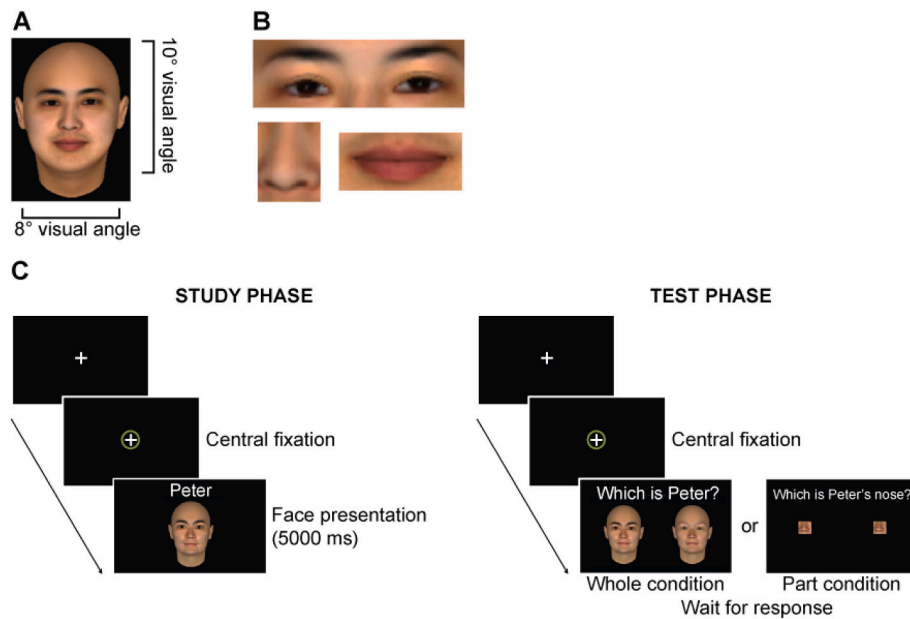 A
10° visual angle
8° visual angle
B
C
STUDY PHASE
Central fixation
Peter
Face presentation
(5000 ms)
TEST PHASE
Central fixation
Which is Peter?
or
Which is Peter's nose?
Whole condition
Part condition
Wait for response